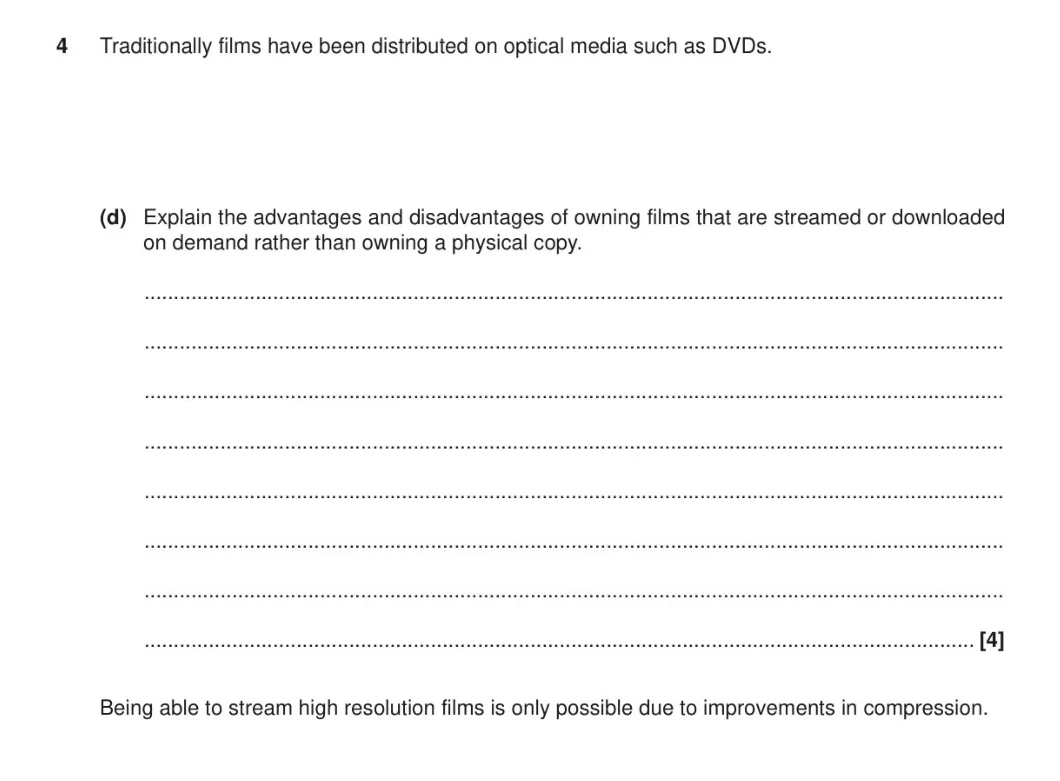 4 Traditionally films have been distributed on optical media such as DVDs.
(d) Explain the advantages and disadvantages of owning films that are streamed or downloaded
on demand rather than owning a physical copy.
[4]
Being able to stream high resolution films is only possible due to improvements in compression.